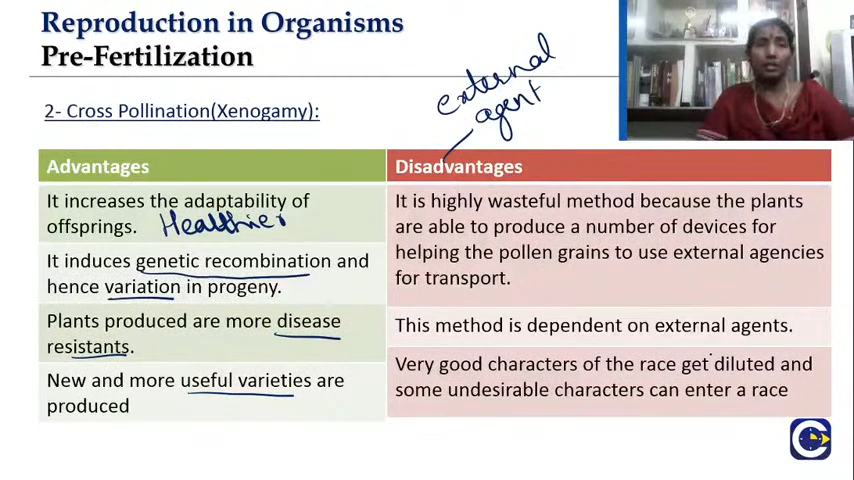 Reproduction in Organisms
Pre-Fertilization
external
agent
2- Cross Pollination(Xenogamy):
Advantages
Disadvantages
It increases the adaptability of
offsprings. Healthier
It is highly wasteful method because the plants
are able to produce a number of devices for
helping the pollen grains to use external agencies
for transport.
It induces genetic recombination and
hence variation in progeny.
Plants produced are more disease
resistants.
This method is dependent on external agents.
New and more useful varieties are
produced
Very good characters of the race get diluted and
some undesirable characters can enter a race